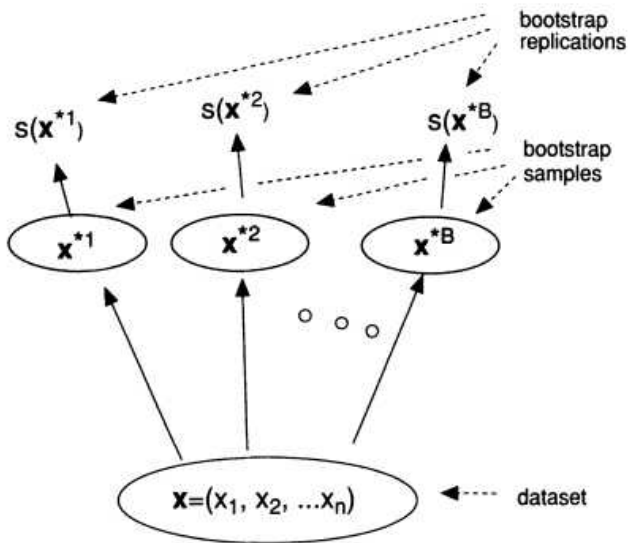 bootstrap
replications
s(x*1)
s(x*2)
s(x*B)
bootstrap
samples
x*1
x*2
x*B
x=(x1, x2, ...xn)
dataset